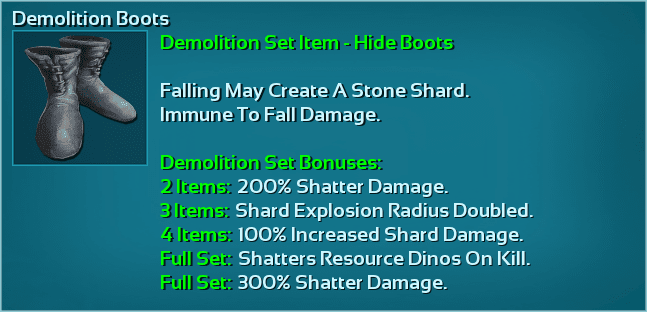 Demolition Boots
Demolition Set Item - Hide Boots
Falling May Create A Stone Shard.
Immune To Fall Damage.
Demolition Set Bonuses:
2 Items: 200% Shatter Damage.
3 Items: Shard Explosion Radius Doubled.
4 Items: 100% Increased Shard Damage.
Full Set: Shatters Resource Dinos On Kill.
Full Set: 300% Shatter Damage.